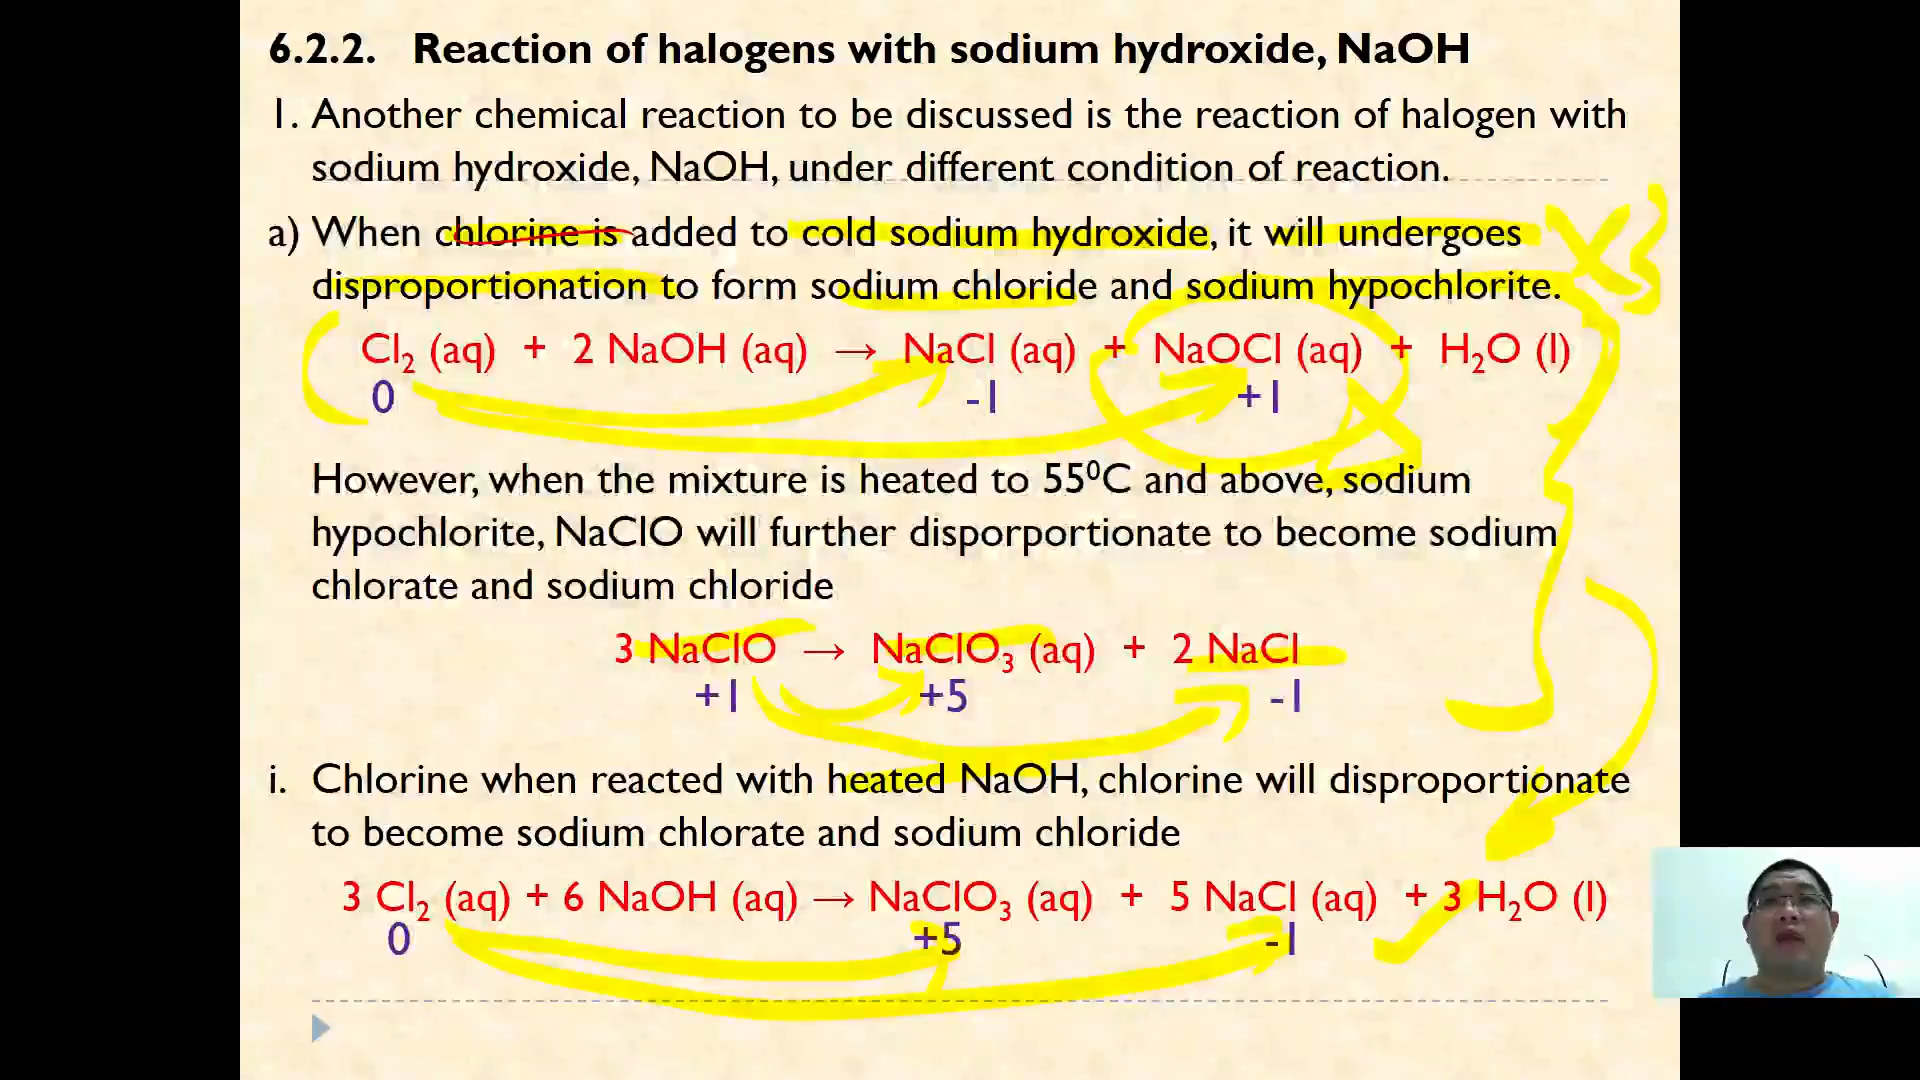 6.2.2. Reaction of halogens with sodium hydroxide, NaOH
1. Another chemical reaction to be discussed is the reaction of halogen with
sodium hydroxide, NaOH, under different condition of reaction.
a) When chlorine is added to cold sodium hydroxide, it will undergoes
disproportionation to form sodium chloride and sodium hypochlorite.
Cl₂ (aq) + 2 NaOH (aq) → NaCl (aq) + NaOCl (aq) + H₂O (l)
0 -1 +1
However, when the mixture is heated to 55⁰C and above, sodium
hypochlorite, NaClO will further disporportionate to become sodium
chlorate and sodium chloride
3 NaClO → NaClO₃ (aq) + 2 NaCl
+1 +5 -1
i. Chlorine when reacted with heated NaOH, chlorine will disproportionate
to become sodium chlorate and sodium chloride
3 Cl₂ (aq) + 6 NaOH (aq) → NaClO₃ (aq) + 5 NaCl (aq) + 3 H₂O (l)
0 +5 -1